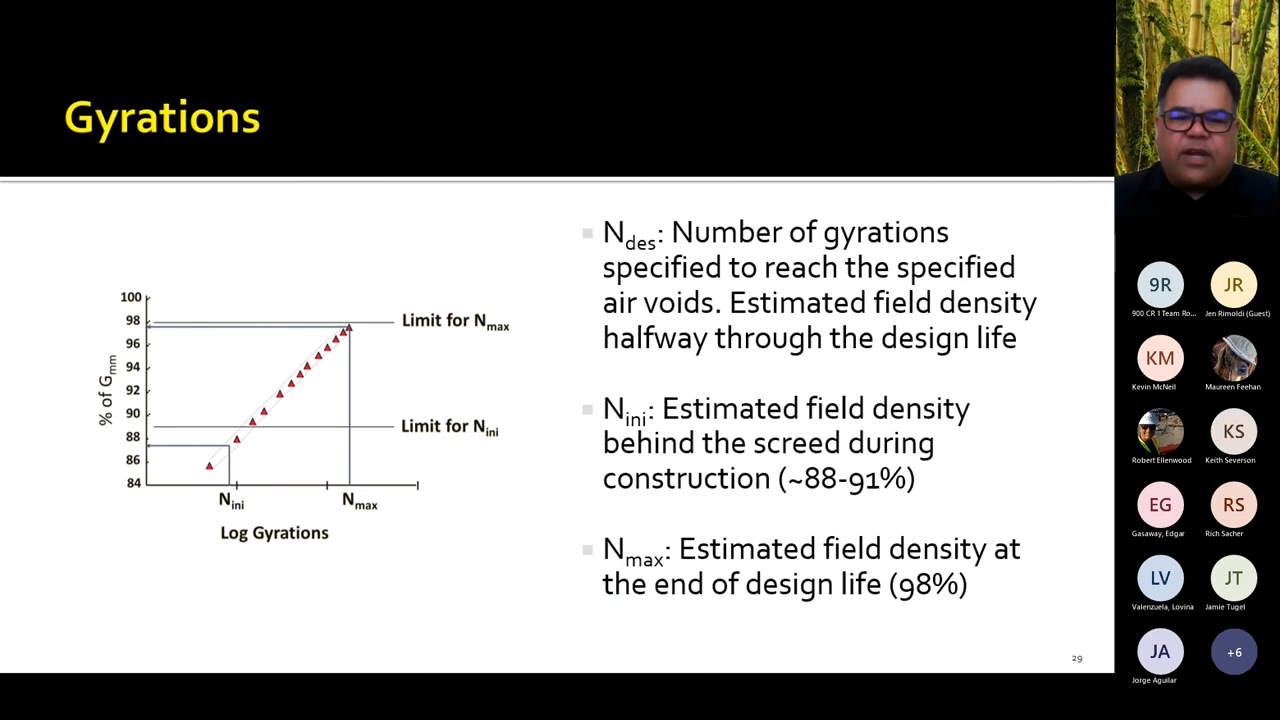 Gyrations
100
98
96
94
92
90
88
86
84
% of Gmm
Limit for Nmax
Limit for Nini
Nini
Nmax
Log Gyrations
Ndes: Number of gyrations
specified to reach the specified
air voids. Estimated field density
halfway through the design life
Nini: Estimated field density
behind the screed during
construction (~88-91%)
Nmax: Estimated field density at
the end of design life (98%)
29
9R
JR
900 CR 1 Team Ro...
Jen Rimoldi (Guest)
KM
Kevin McNeil
Maureen Feehan
KS
Robert Ellenwood
Keith Severson
EG
RS
Gasaway, Edgar
Rich Sacher
LV
JT
Valenzuela, Lovina
Jamie Tugel
JA
+6
Jorge Aguilar